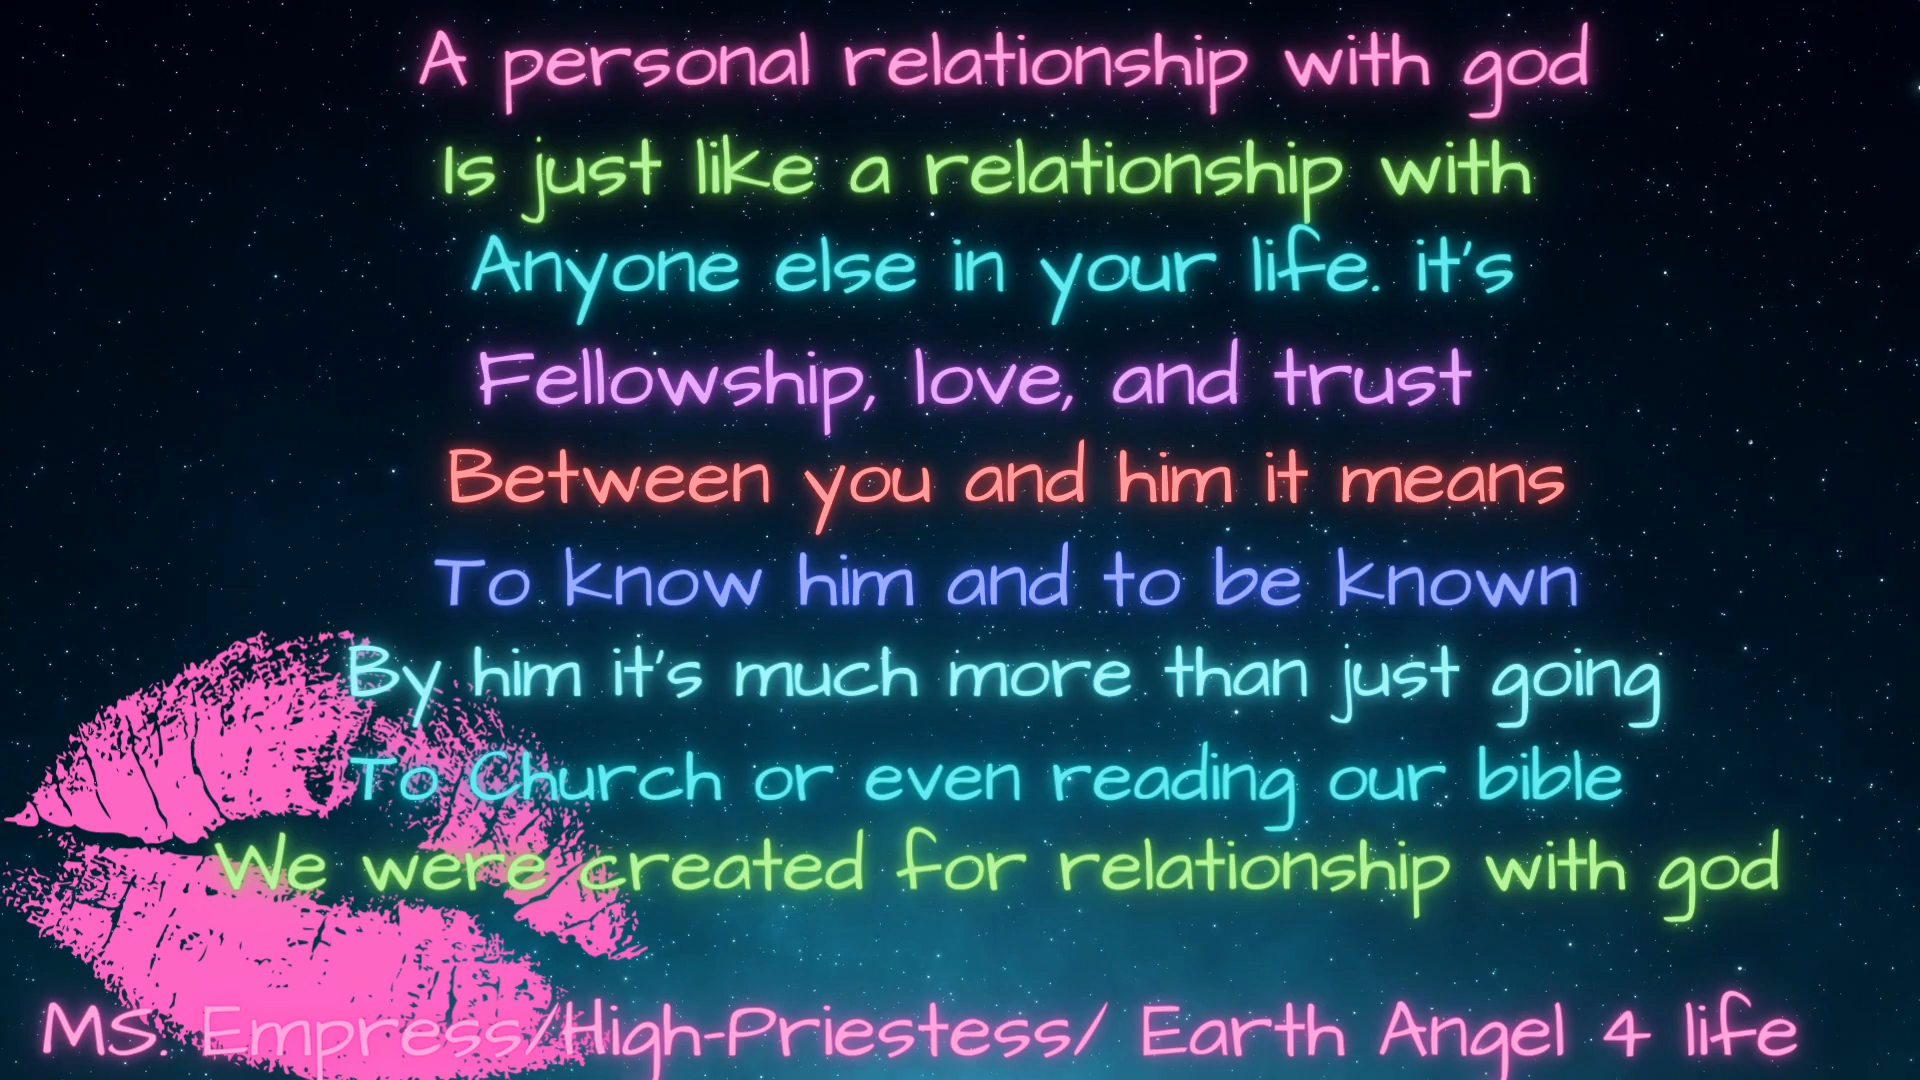 A personal relationship with god
Is just like a relationship with
Anyone else in your life. it's
Fellowship, love, and trust
Between you and him it means
To know him and to be known
By him it's much more than just going
To Church or even reading our bible
We were created for relationship with god
MS. Empress/High-Priestess/ Earth Angel 4 life